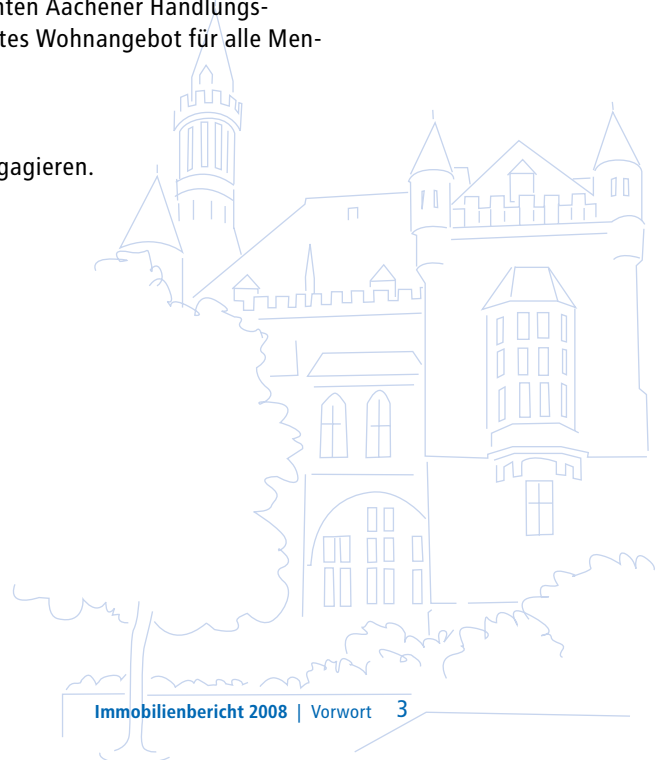 nten Aachener Handlungs-
tes Wohnangebot für alle Men-
gagieren.
Immobilienbericht 2008 | Vorwort 3